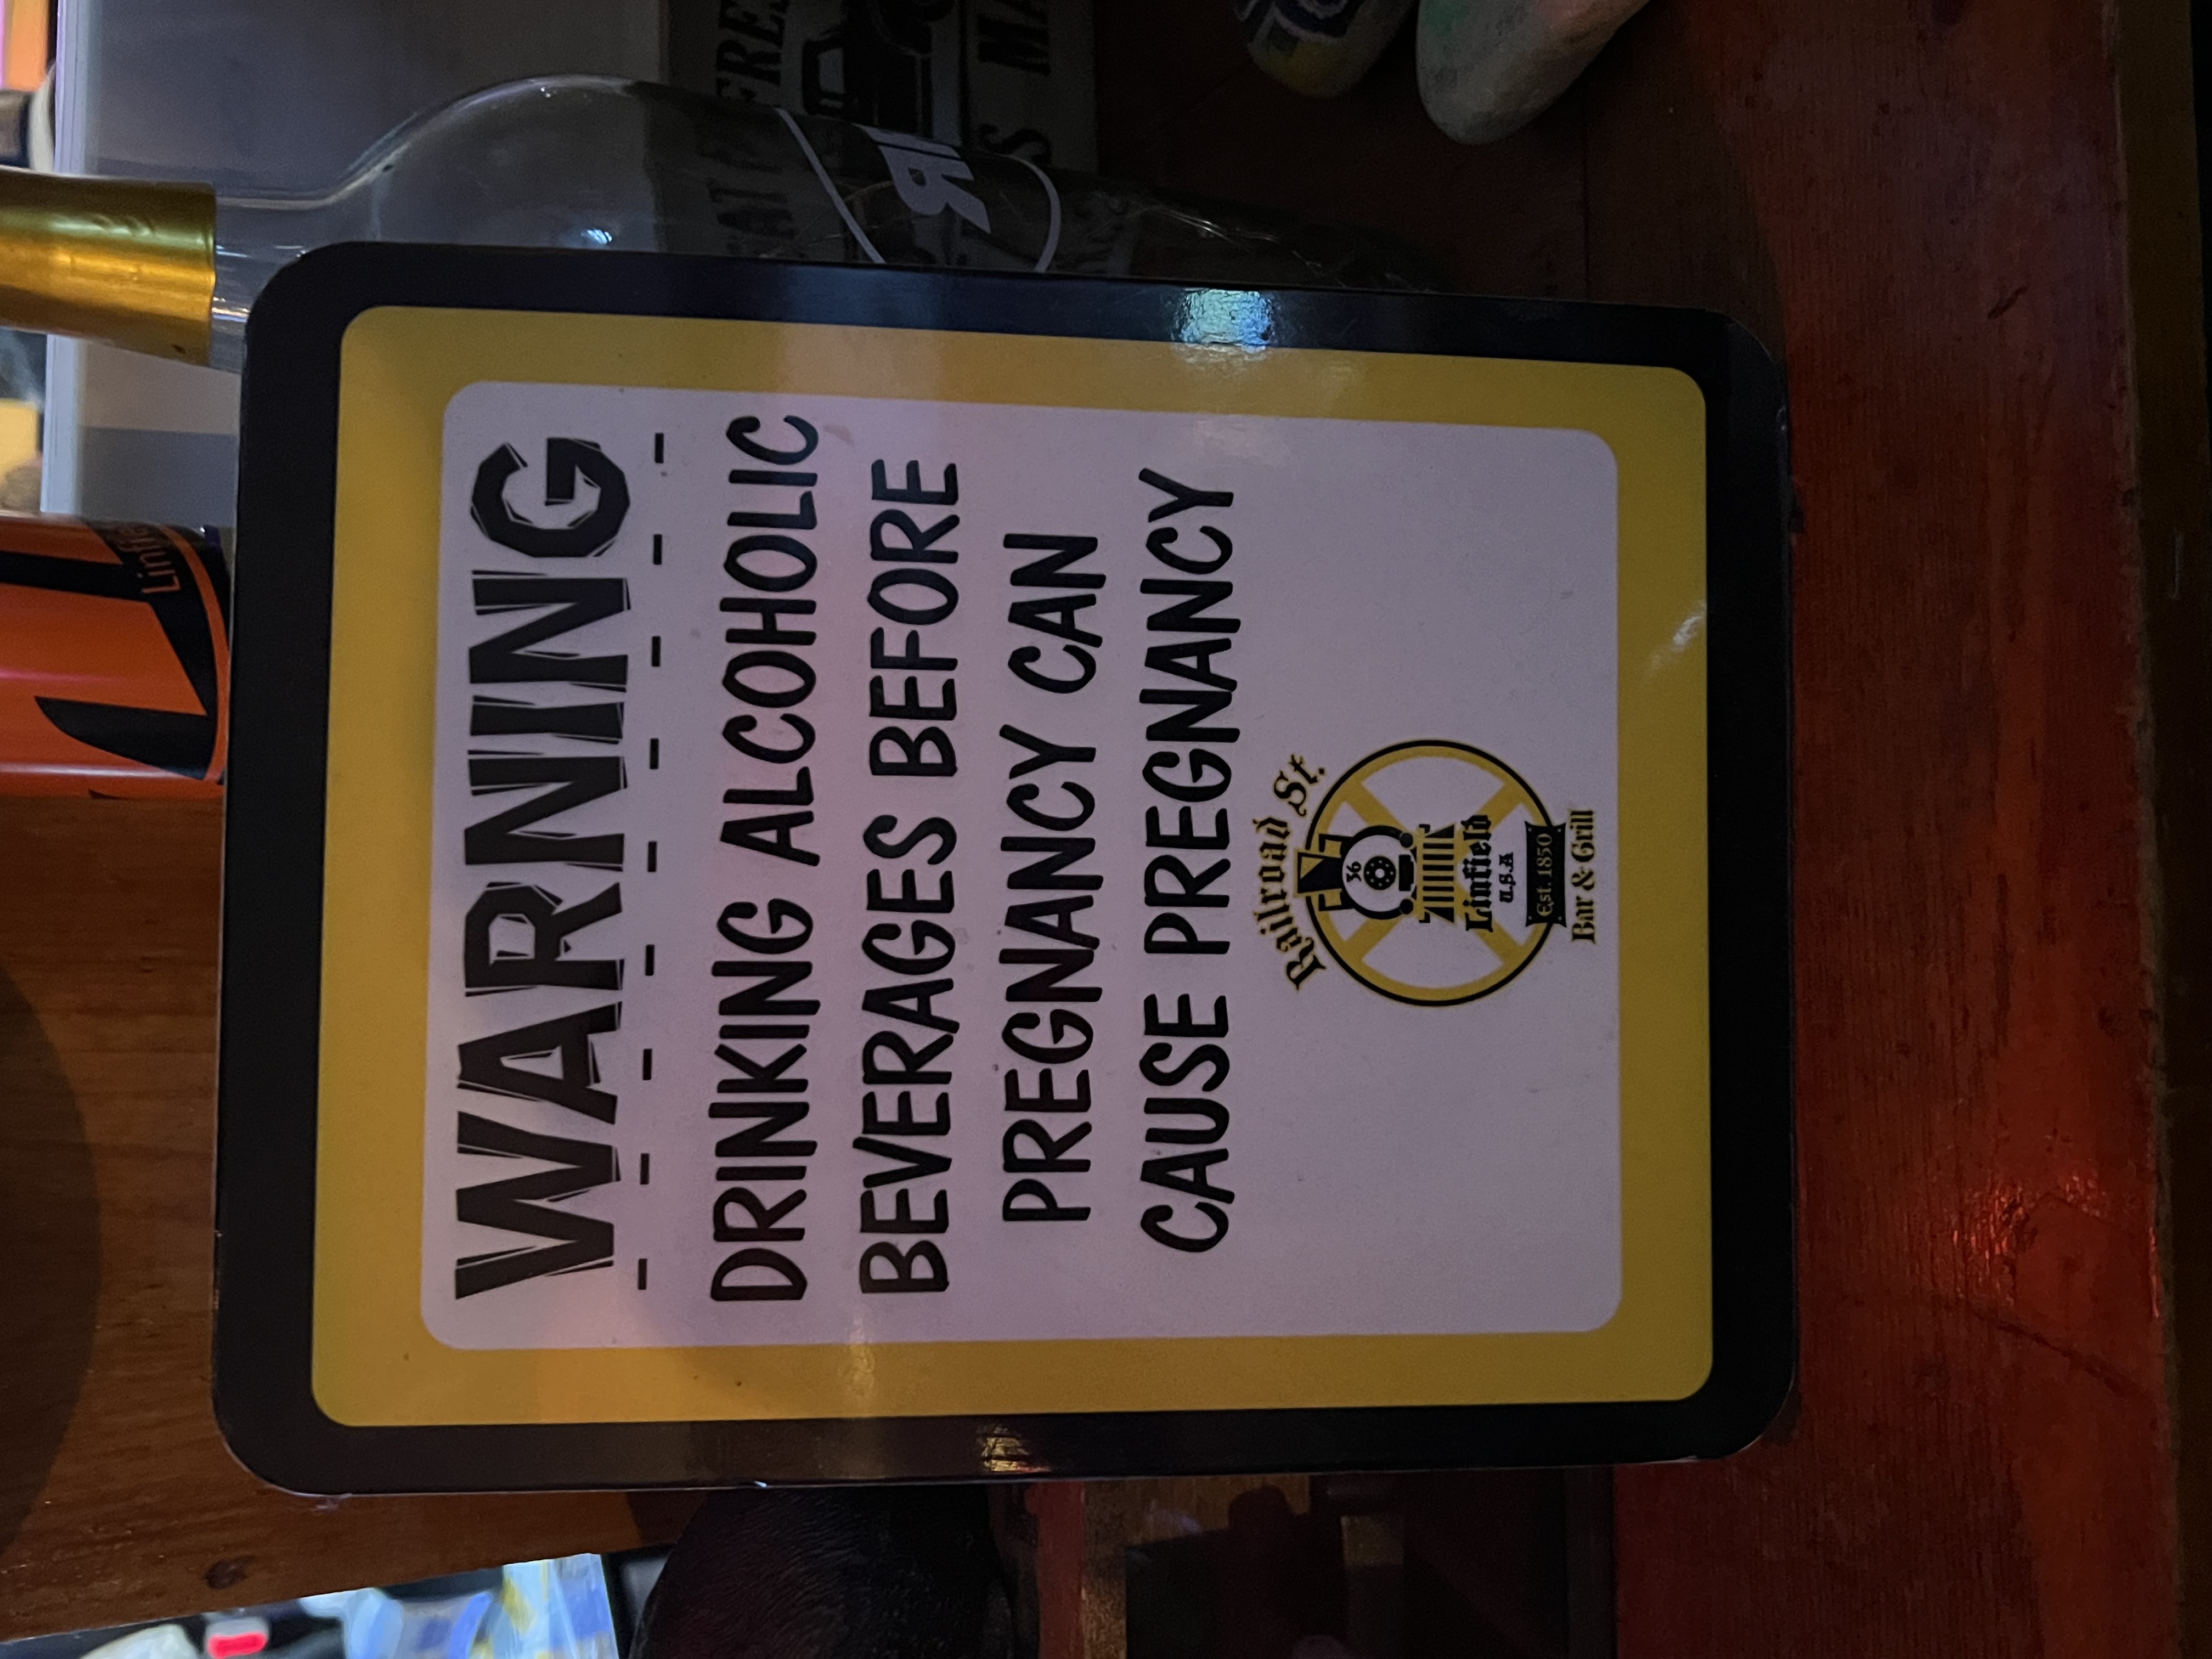 WARNING
DRINKING ALCOHOLIC
BEVERAGES BEFORE
PREGNANCY CAN
CAUSE PREGNANCY
Railroad St.
36
Linfield
U.S.A
Est. 1850
Bar & Grill